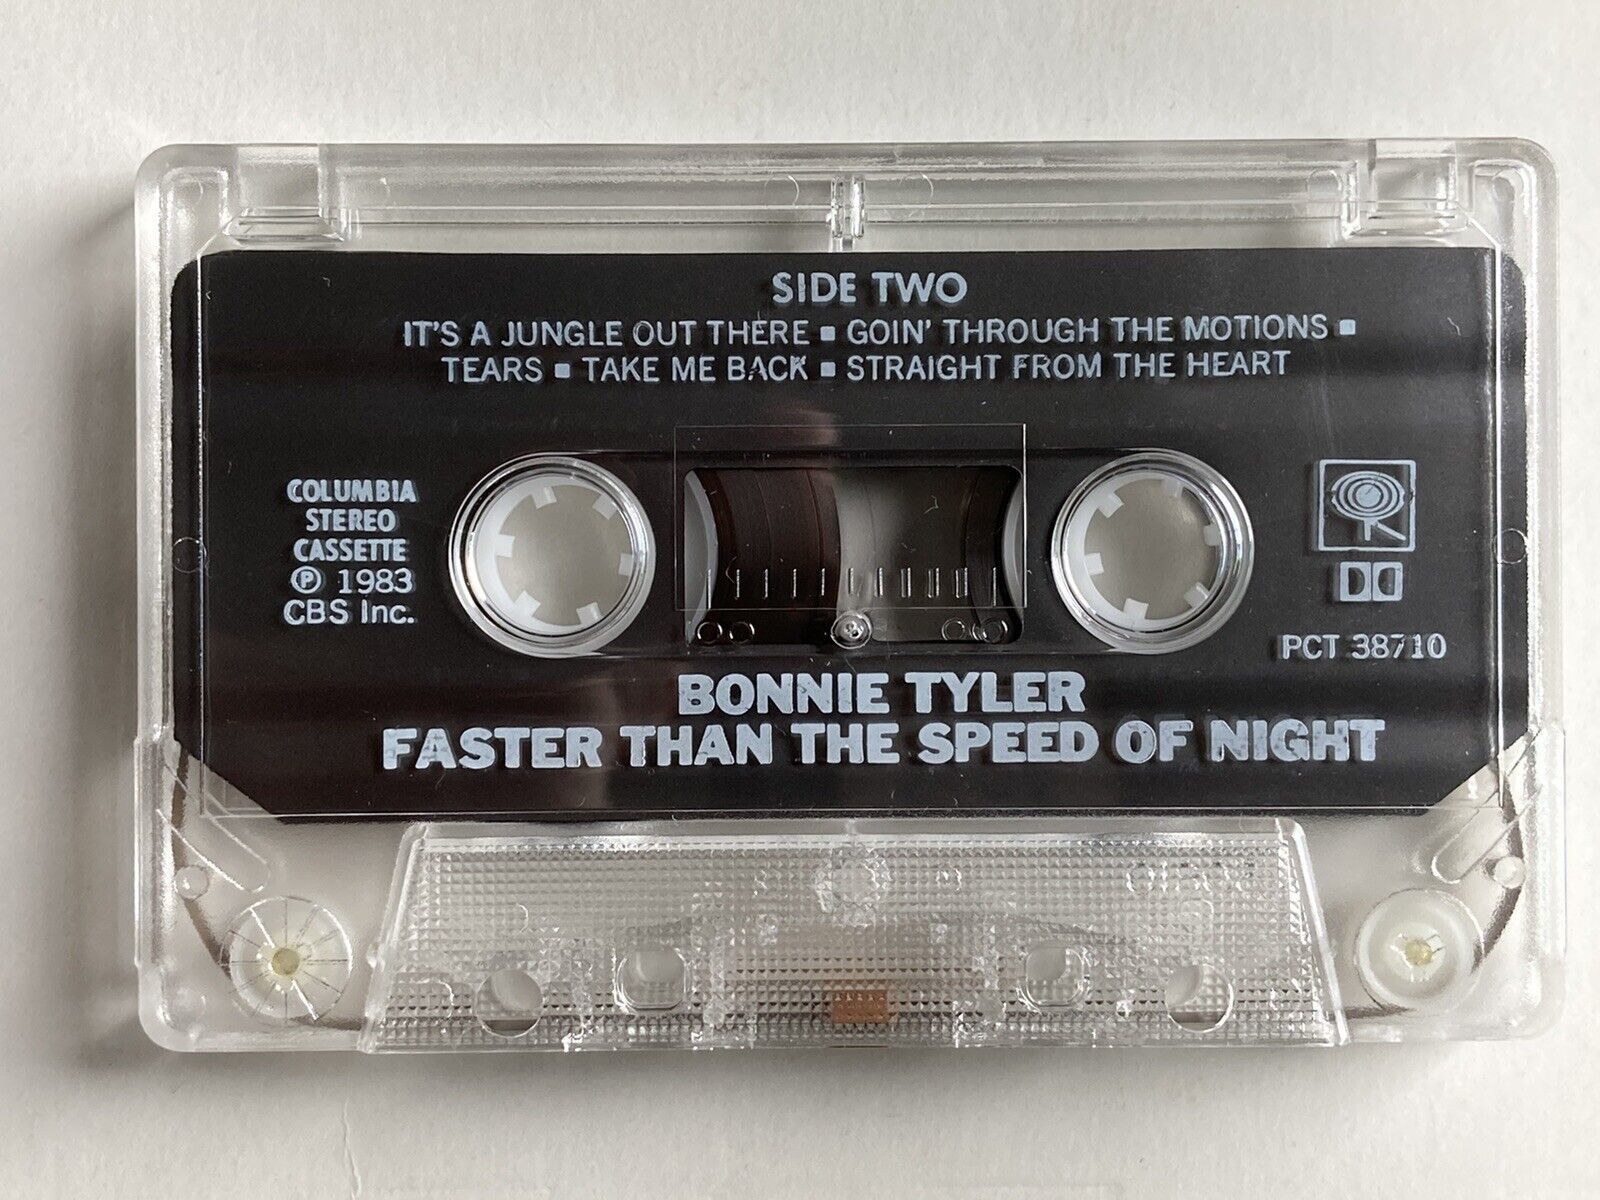 SIDE TWO
IT'S A JUNGLE OUT THERE ▪ GOIN' THROUGH THE MOTIONS ▪
TEARS ▪ TAKE ME BACK ▪ STRAIGHT FROM THE HEART
COLUMBIA
STEREO
CASSETTE
℗ 1983
CBS Inc.
PCT 38710
BONNIE TYLER
FASTER THAN THE SPEED OF NIGHT